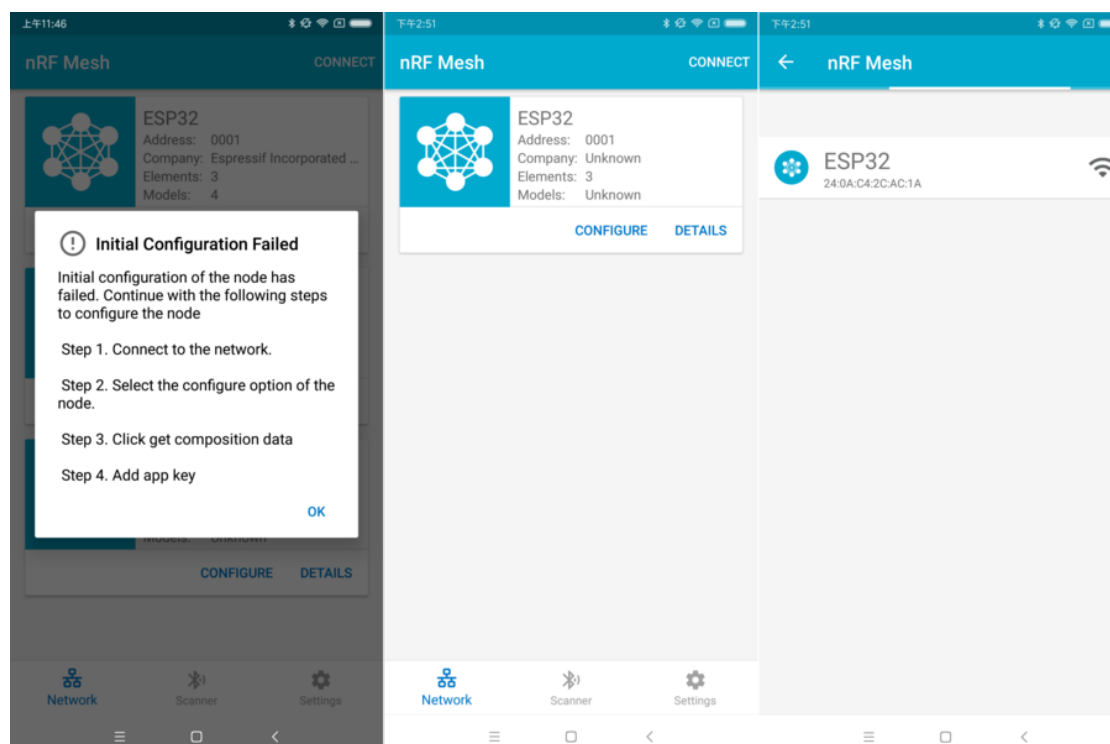 上午11:46
nRF Mesh CONNECT
ESP32
Address: 0001
Company: Espressif Incorporated ...
Elements: 3
Models: 4
Initial Configuration Failed
Initial configuration of the node has
failed. Continue with the following steps
to configure the node
Step 1. Connect to the network.
Step 2. Select the configure option of the
node.
Step 3. Click get composition data
Step 4. Add app key
OK
Models: Unknown
CONFIGURE DETAILS
Network Scanner Settings
下午2:51
nRF Mesh CONNECT
ESP32
Address: 0001
Company: Unknown
Elements: 3
Models: Unknown
CONFIGURE DETAILS
Network Scanner Settings
下午2:51
nRF Mesh
ESP32
24:0A:C4:2C:AC:1A